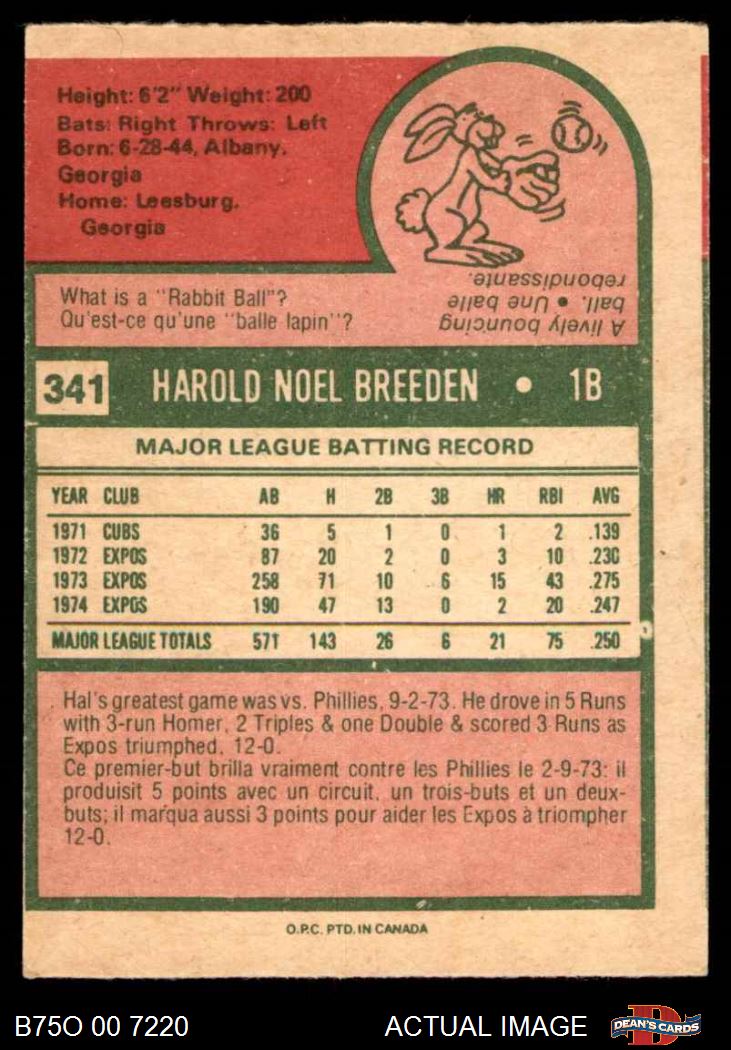 Height: 6'2" Weight: 200
Bats: Right Throws: Left
Born: 6-28-44, Albany,
Georgia
Home: Leesburg,
Georgia
What is a "Rabbit Ball"?
Qu'est-ce qu'une "balle lapin"?
A lively bouncing
ball. • Une balle
rebondissante.
341 HAROLD NOEL BREEDEN • 1B
MAJOR LEAGUE BATTING RECORD
YEAR CLUB AB H 2B 3B HR RBI AVG
1971 CUBS 36 5 1 0 1 2 .139
1972 EXPOS 87 20 2 0 3 10 .230
1973 EXPOS 258 71 10 6 15 43 .275
1974 EXPOS 190 47 13 0 2 20 .247
MAJOR LEAGUE TOTALS 571 143 26 6 21 75 .250
Hal's greatest game was vs. Phillies, 9-2-73. He drove in 5 Runs
with 3-run Homer, 2 Triples & one Double & scored 3 Runs as
Expos triumphed, 12-0.
Ce premier-but brilla vraiment contre les Phillies le 2-9-73: il
produisit 5 points avec un circuit, un trois-buts et un deux-
buts; il marqua aussi 3 points pour aider les Expos à triompher
12-0.
O.P.C. PTD. IN CANADA
B75O 00 7220 ACTUAL IMAGE D DEAN'S CARDS